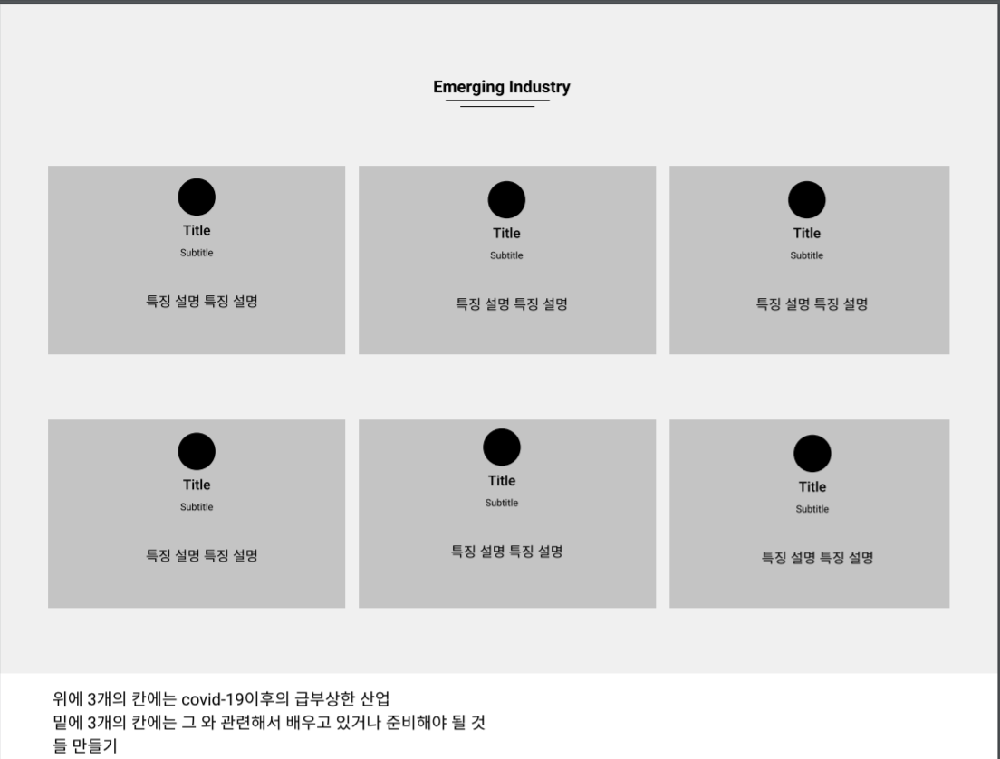 Emerging Industry
Title
Subtitle
특징 설명 특징 설명
Title
Subtitle
특징 설명 특징 설명
Title
Subtitle
특징 설명 특징 설명
Title
Subtitle
특징 설명 특징 설명
Title
Subtitle
특징 설명 특징 설명
Title
Subtitle
특징 설명 특징 설명
위에 3개의 칸에는 covid-19이후의 급부상한 산업
밑에 3개의 칸에는 그 와 관련해서 배우고 있거나 준비해야 될 것
들 만들기